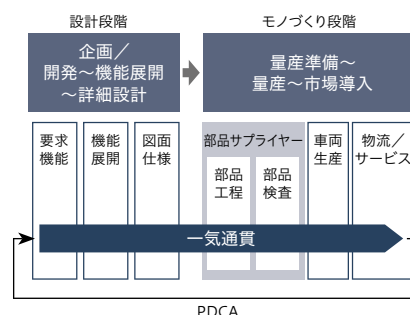 設計段階
モノづくり段階
企画／
開発～機能展開
～詳細設計
量産準備～
量産～市場導入
要求
機能
機能
展開
図面
仕様
部品サプライヤー
部品
工程
部品
検査
車両
生産
物流／
サービス
一気通貫
PDCA